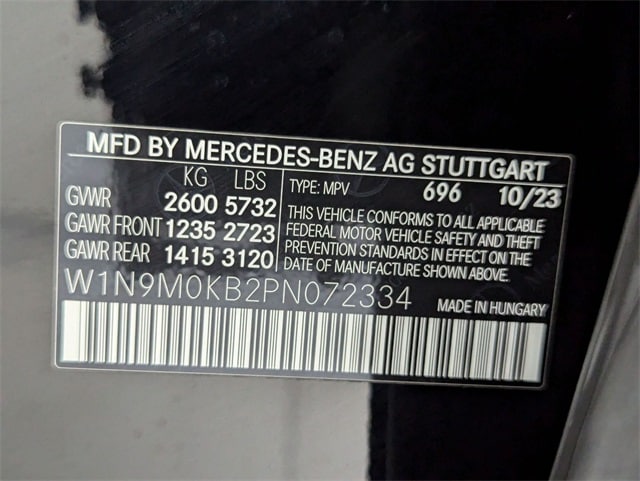 MFD BY MERCEDES-BENZ AG STUTTGART
KG LBS
GVWR 2600 5732
GAWR FRONT 1235 2723
GAWR REAR 1415 3120
TYPE: MPV 696 10/23
THIS VEHICLE CONFORMS TO ALL APPLICABLE
FEDERAL MOTOR VEHICLE SAFETY AND THEFT
PREVENTION STANDARDS IN EFFECT ON THE
DATE OF MANUFACTURE SHOWN ABOVE.
W1N9M0KB2PN072334
MADE IN HUNGARY